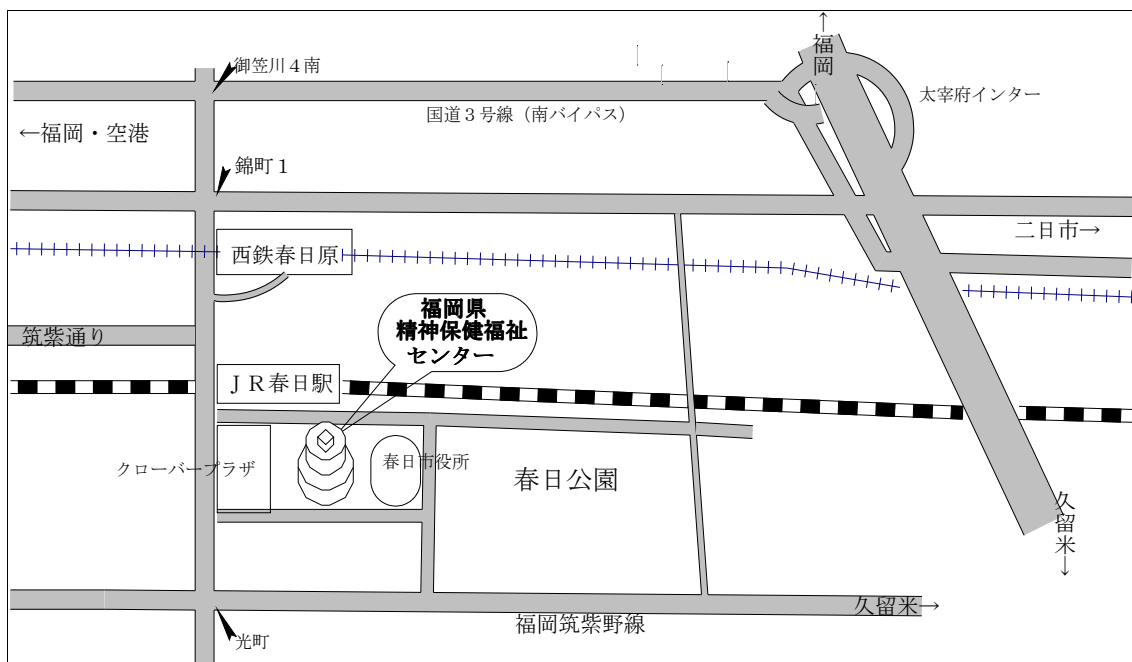 ↑福岡
御笠川４南
太宰府インター
国道３号線（南バイパス）
←福岡・空港
錦町１
二日市→
西鉄春日原
福岡県
精神保健福祉
センター
筑紫通り
ＪＲ春日駅
クローバープラザ
春日市役所
春日公園
久留米↓
久留米→
福岡筑紫野線
光町